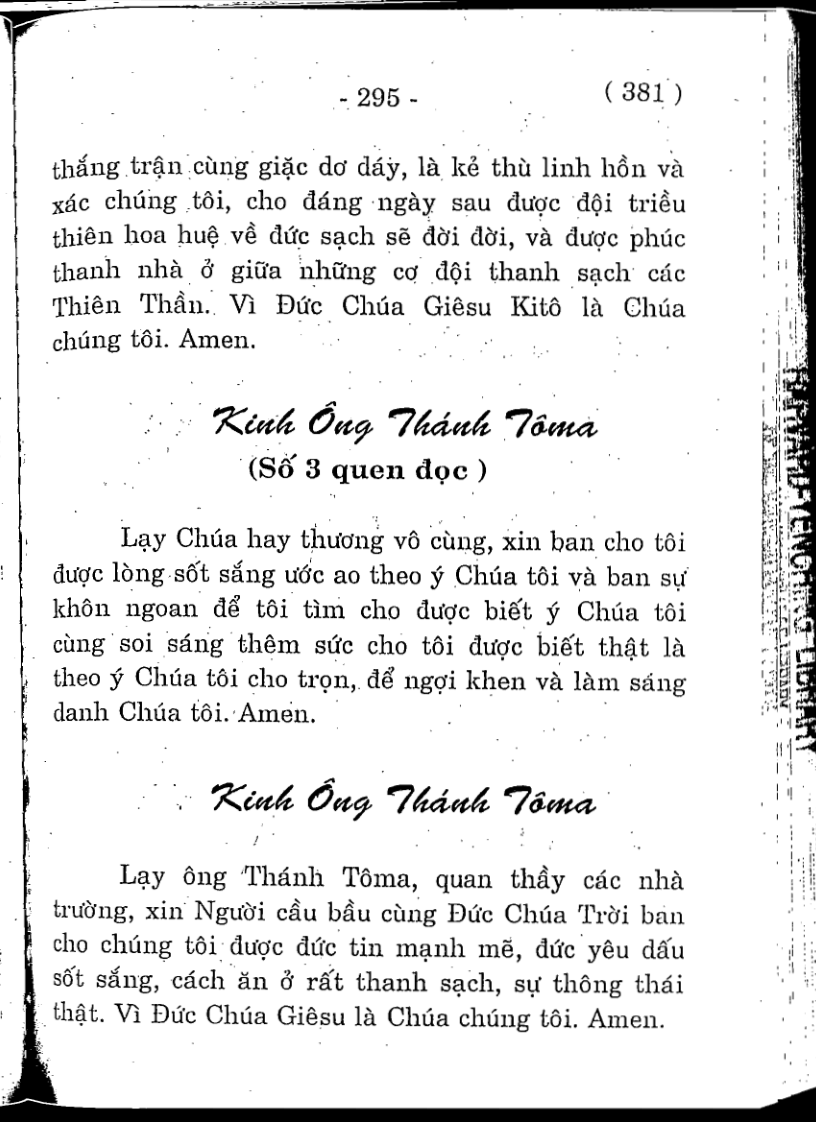 - 295 -
( 381 )
thắng trận cùng giặc dơ dáy, là kẻ thù linh hồn và
xác chúng tôi, cho đáng ngày sau được đội triều
thiên hoa huệ về đức sạch sẽ đời đời, và được phúc
thanh nhà ở giữa những cơ đội thanh sạch các
Thiên Thần. Vì Đức Chúa Giêsu Kitô là Chúa
chúng tôi. Amen.
Kinh Ông Thánh Tôma
(Số 3 quen đọc )
Lạy Chúa hay thương vô cùng, xin ban cho tôi
được lòng sốt sắng ước ao theo ý Chúa tôi và ban sự
khôn ngoan để tôi tìm cho được biết ý Chúa tôi
cùng soi sáng thêm sức cho tôi được biết thật là
theo ý Chúa tôi cho trọn, để ngợi khen và làm sáng
danh Chúa tôi. Amen.
Kinh Ông Thánh Tôma
Lạy ông Thánh Tôma, quan thầy các nhà
trường, xin Người cầu bầu cùng Đức Chúa Trời ban
cho chúng tôi được đức tin mạnh mẽ, đức yêu dấu
sốt sắng, cách ăn ở rất thanh sạch, sự thông thái
thật. Vì Đức Chúa Giêsu là Chúa chúng tôi. Amen.
HARVARD-YENCHING LIBRARY